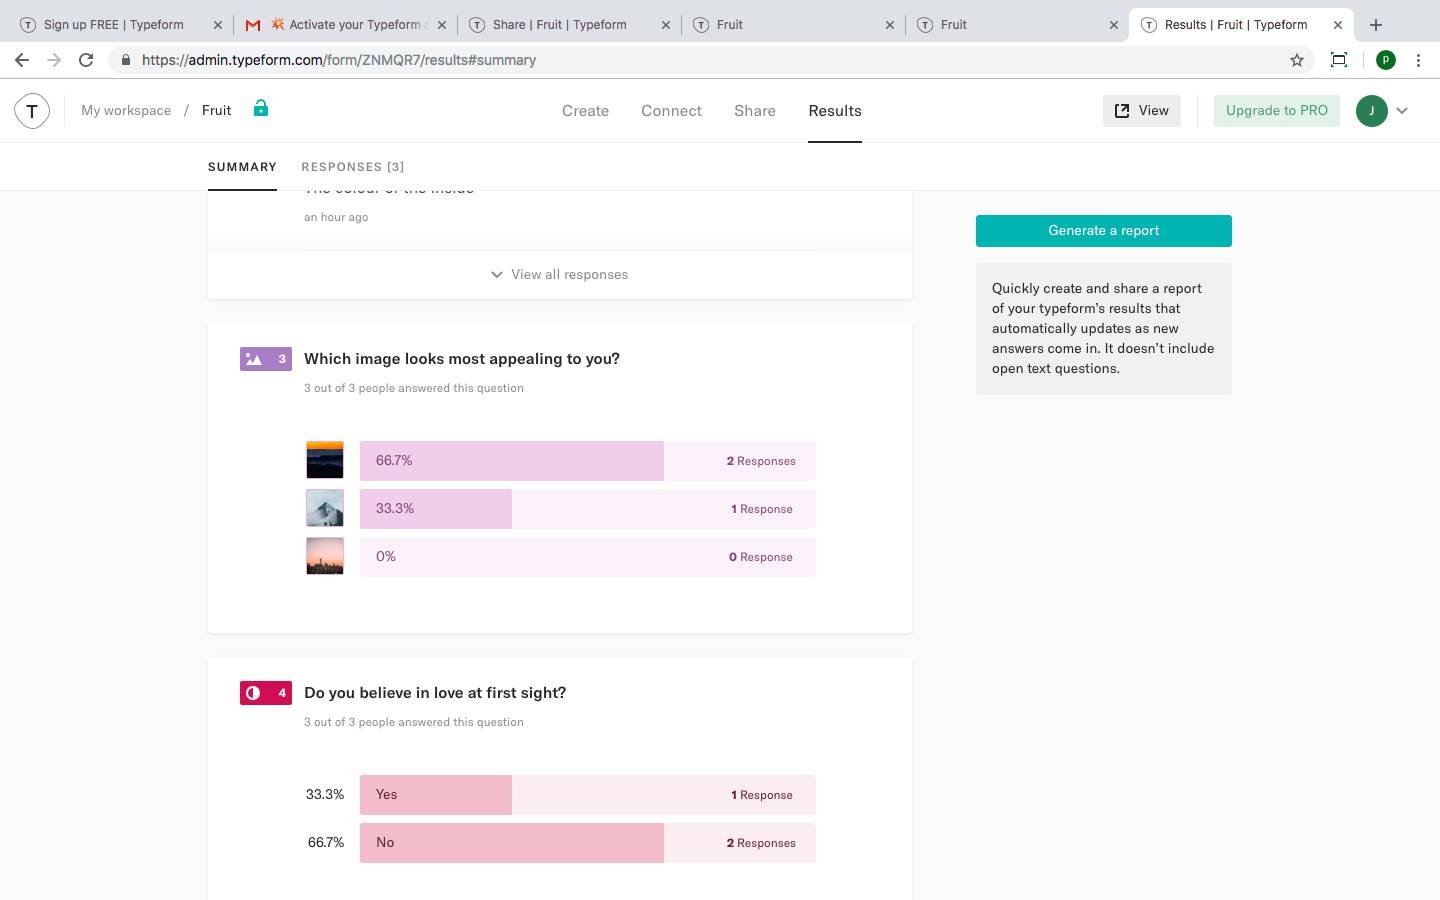 Sign up FREE | Typeform
Activate your Typeform a
Share | Fruit | Typeform
Fruit
Fruit
Results | Fruit | Typeform
https://admin.typeform.com/form/ZNMQR7/results#summary
p
T
My workspace / Fruit
Create
Connect
Share
Results
View
Upgrade to PRO
J
SUMMARY
RESPONSES [3]
The colour of the inside
an hour ago
View all responses
Generate a report
Quickly create and share a report
of your typeform's results that
automatically updates as new
answers come in. It doesn't include
open text questions.
3 Which image looks most appealing to you?
3 out of 3 people answered this question
66.7% 2 Responses
33.3% 1 Response
0% 0 Response
4 Do you believe in love at first sight?
3 out of 3 people answered this question
33.3% Yes 1 Response
66.7% No 2 Responses